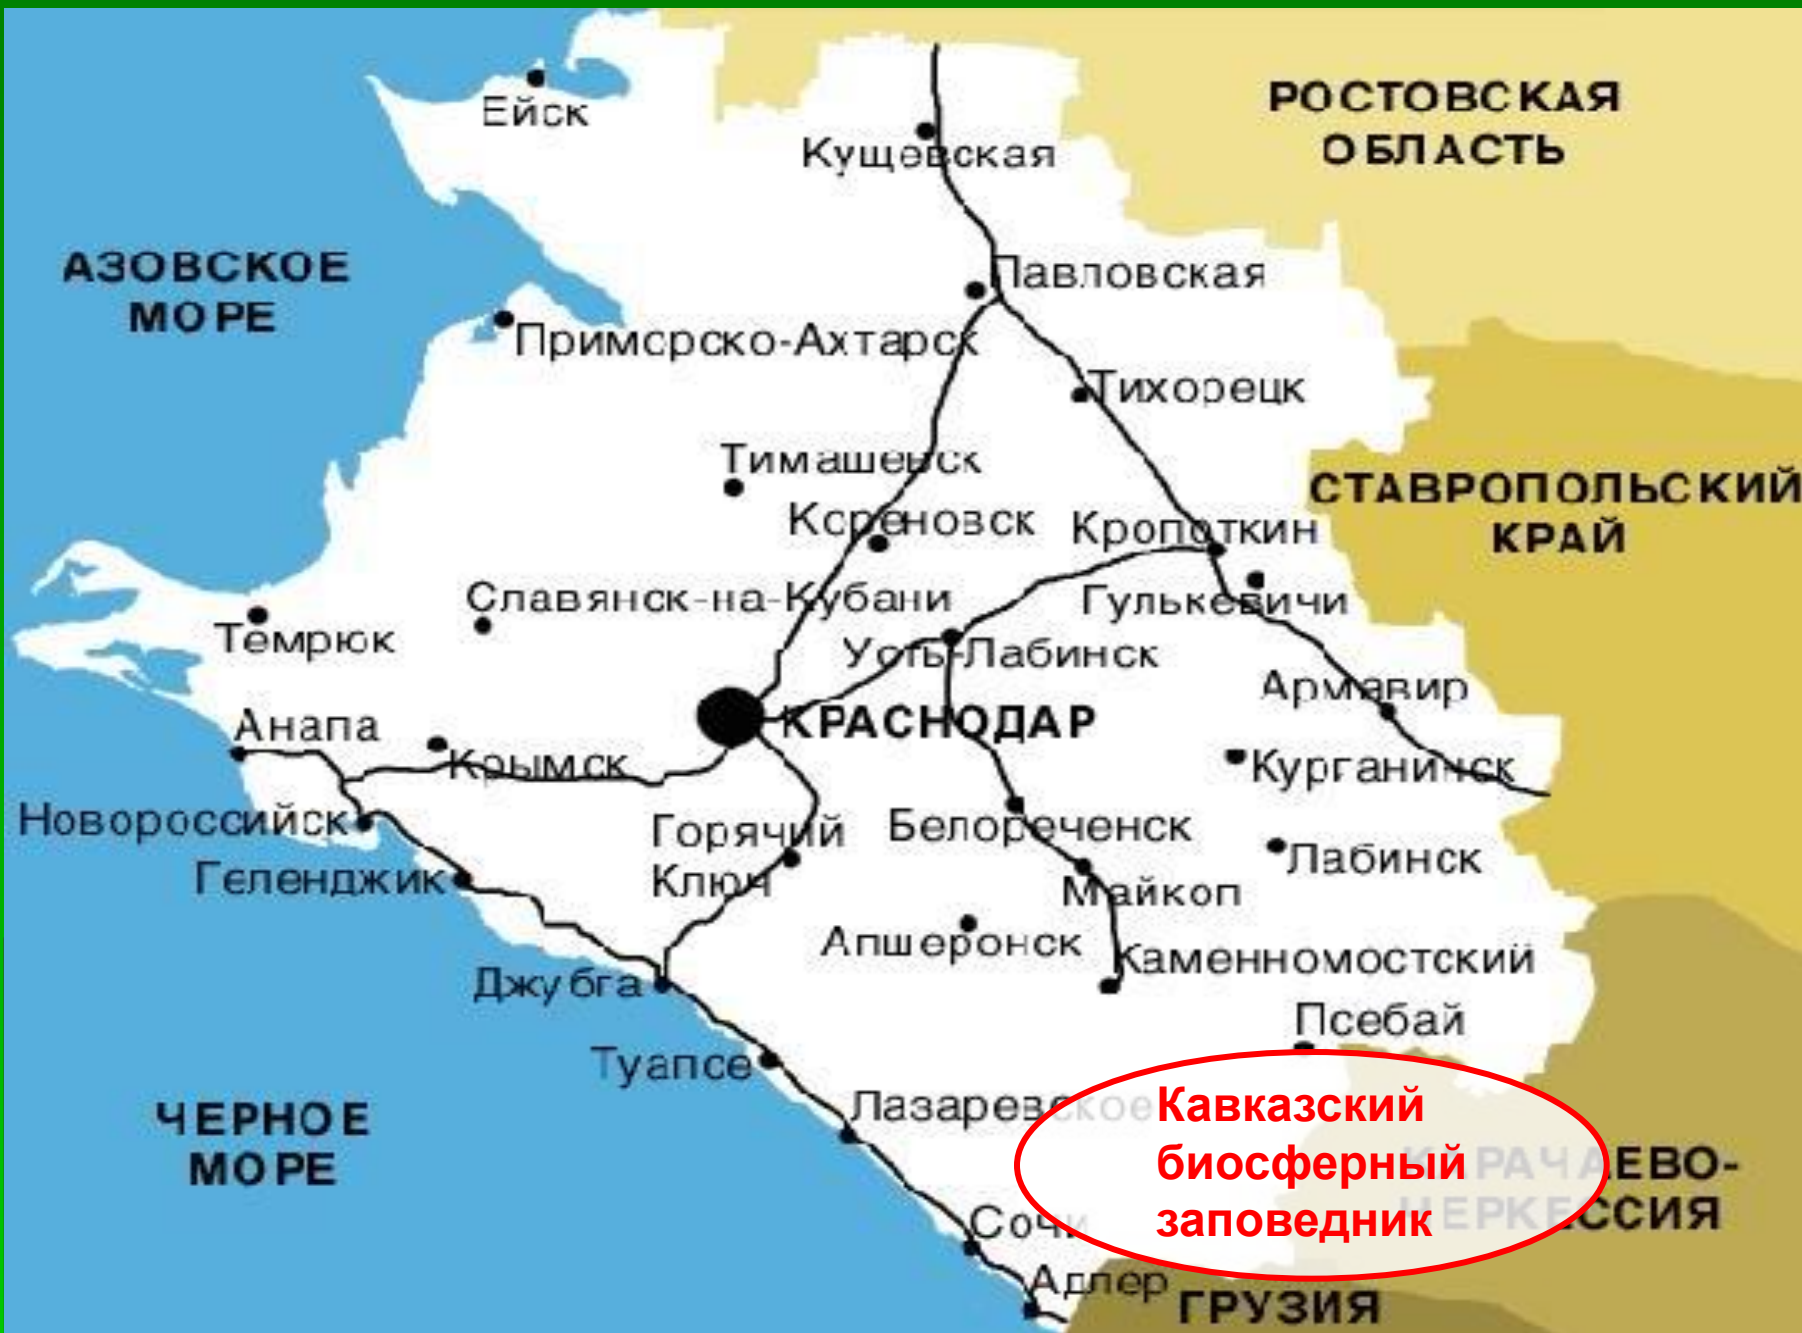 Ейск
РОСТОВСКАЯ
ОБЛАСТЬ
Кущевская
АЗОВСКОЕ
МОРЕ
Павловская
Приморско-Ахтарск
Тихорецк
Тимашевск
СТАВРОПОЛЬСКИЙ
КРАЙ
Кореновск
Кропоткин
Славянск-на-Кубани
Гулькевичи
Темрюк
Усть-Лабинск
Армавир
Анапа
КРАСНОДАР
Крымск
Курганинск
Новороссийск
Горячий
Ключ
Белореченск
Лабинск
Геленджик
Майкоп
Апшеронск
Каменномостский
Джубга
Псебай
Туапсе
Лазаревское
Кавказский
биосферный
заповедник
ЧЕРНОЕ
МОРЕ
КАРАЧАЕВО-
ЧЕРКЕССИЯ
Сочи
Адлер
ГРУЗИЯ